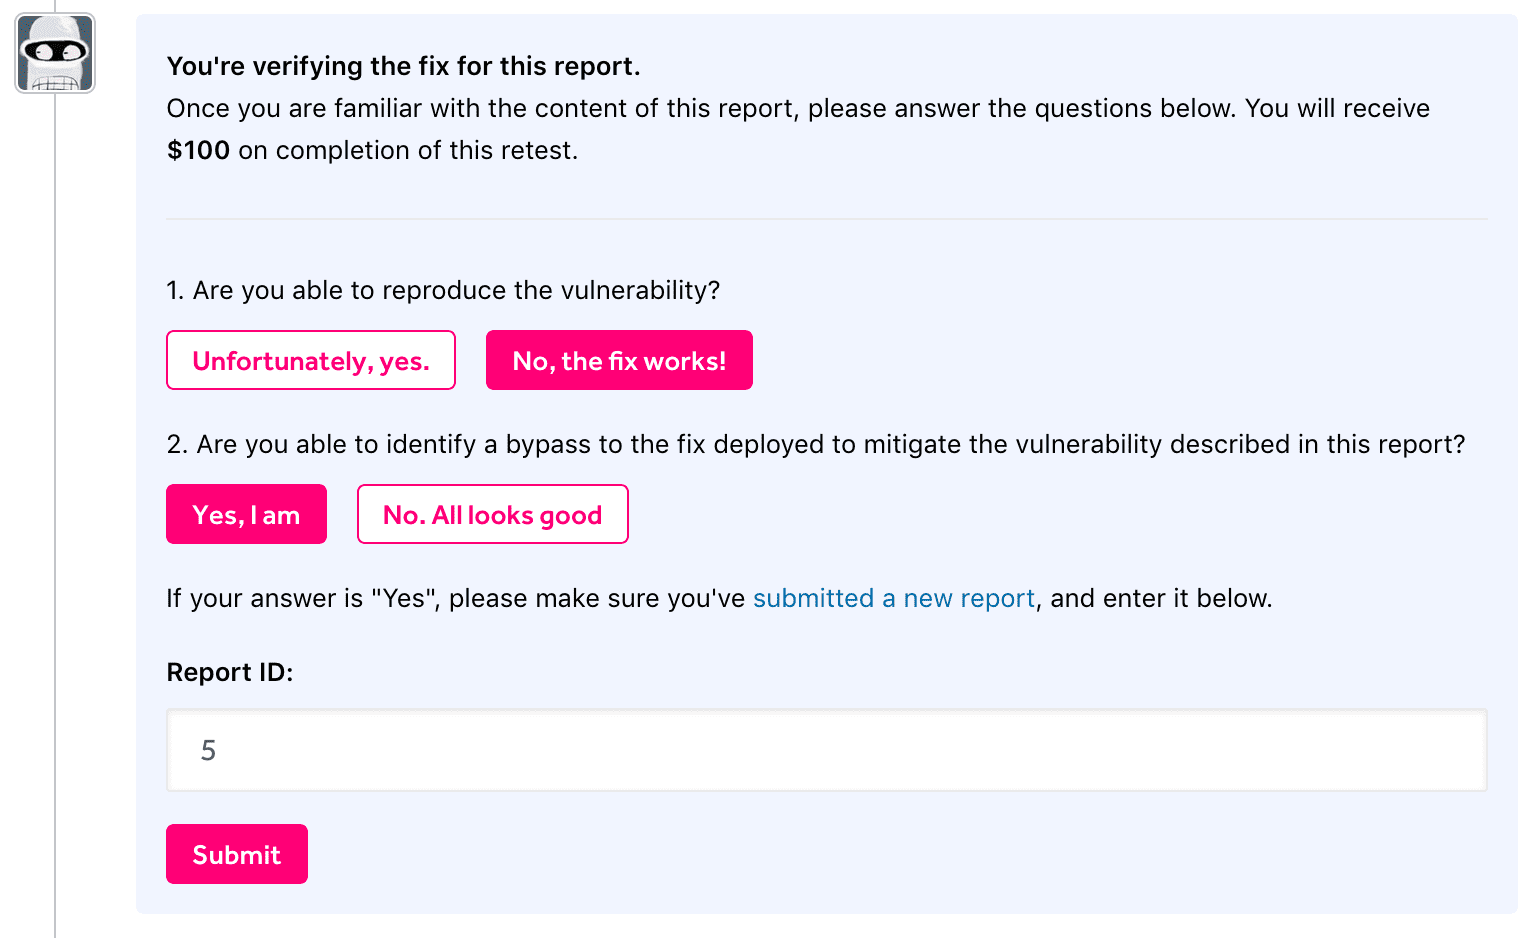 You're verifying the fix for this report.
Once you are familiar with the content of this report, please answer the questions below. You will receive
$100 on completion of this retest.
1. Are you able to reproduce the vulnerability?
Unfortunately, yes. No, the fix works!
2. Are you able to identify a bypass to the fix deployed to mitigate the vulnerability described in this report?
Yes, I am No. All looks good
If your answer is "Yes", please make sure you've submitted a new report, and enter it below.
Report ID:
5
Submit